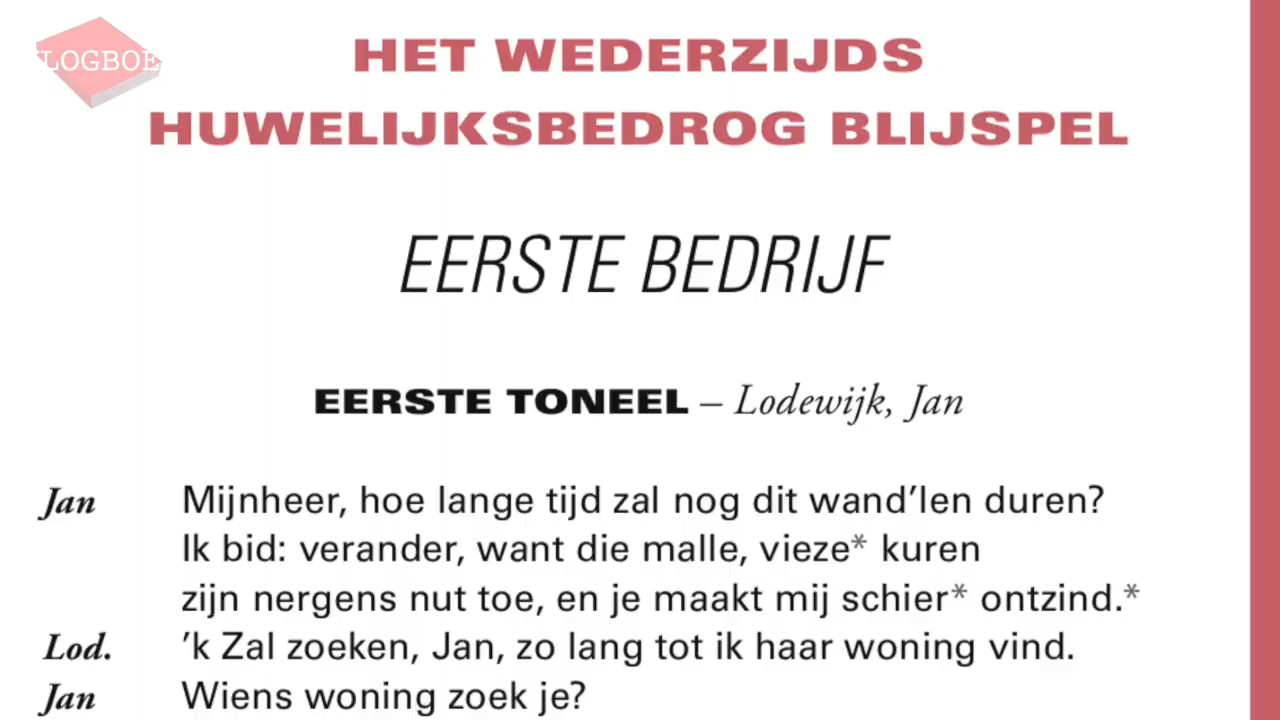 LOGBOE
HET WEDERZIJDS
HUWELIJKSBEDROG BLIJSPEL
EERSTE BEDRIJF
EERSTE TONEEL – Lodewijk, Jan
Jan Mijnheer, hoe lange tijd zal nog dit wand’len duren?
Ik bid: verander, want die malle, vieze* kuren
zijn nergens nut toe, en je maakt mij schier* ontzind.*
Lod. ’k Zal zoeken, Jan, zo lang tot ik haar woning vind.
Jan Wiens woning zoek je?